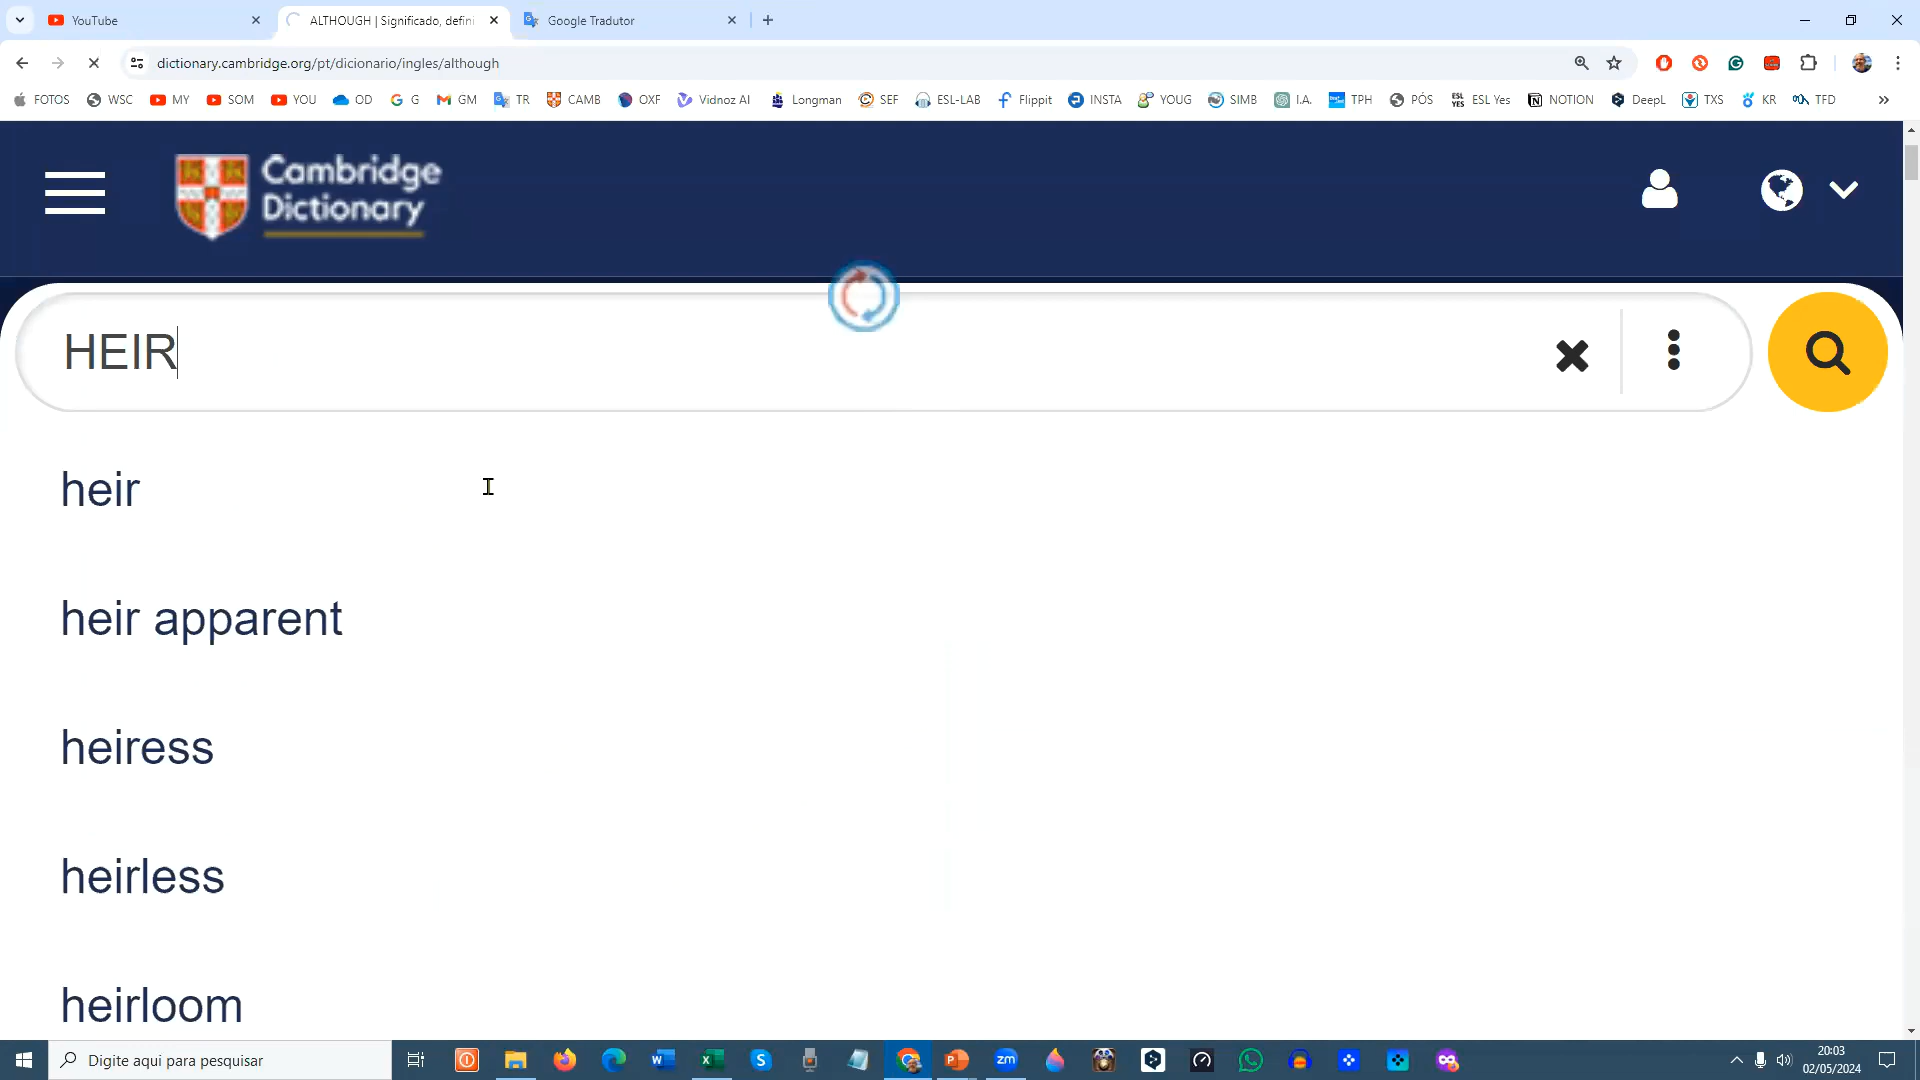 YouTube
ALTHOUGH | Significado, defini
Google Tradutor
dictionary.cambridge.org/pt/dicionario/ingles/although
FOTOS WSC MY SOM YOU OD G GM TR CAMB OXF Vidnoz AI Longman SEF ESL-LAB Flippit INSTA YOUG SIMB I.A. TPH PÓS ESL Yes NOTION DeepL TXS KR TFD
Cambridge
Dictionary
HEIR
heir
heir apparent
heiress
heirless
heirloom
Digite aqui para pesquisar
zm
20:03
02/05/2024